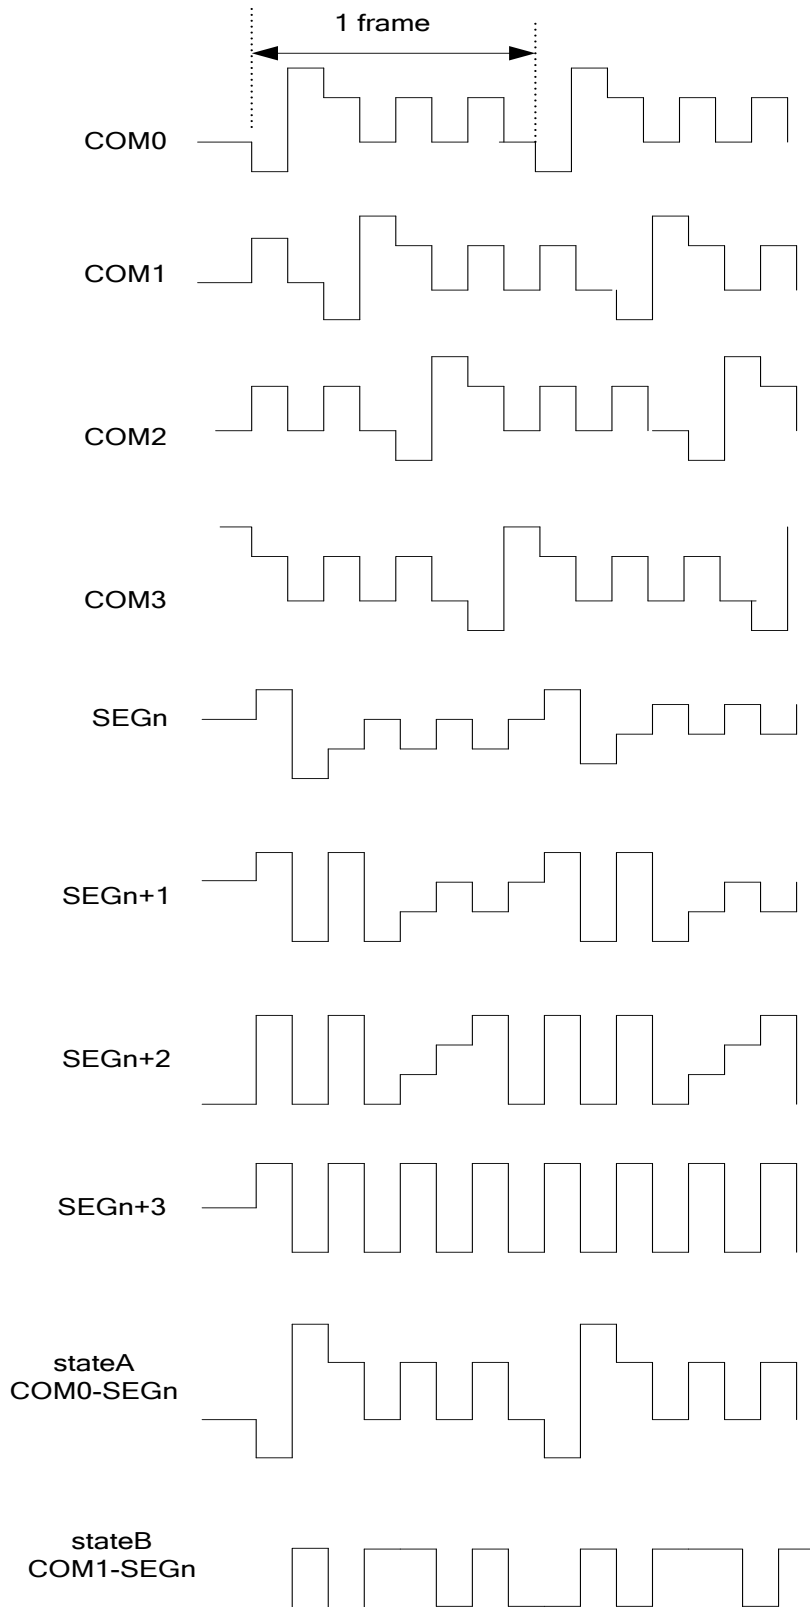 1 frame
COM0
COM1
COM2
COM3
SEGn
SEGn+1
SEGn+2
SEGn+3
stateA
COM0-SEGn
stateB
COM1-SEGn